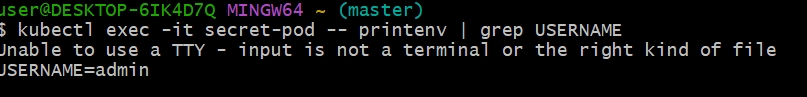 user@DESKTOP-6IK4D7Q MINGW64 ~ (master)
$ kubectl exec -it secret-pod -- printenv | grep USERNAME
Unable to use a TTY - input is not a terminal or the right kind of file
USERNAME=admin